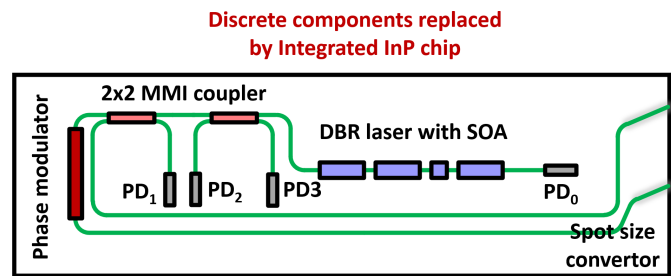 Discrete components replaced
by Integrated InP chip
2x2 MMI coupler
DBR laser with SOA
Phase modulator
PD1
PD2
PD3
PD0
Spot size
convertor